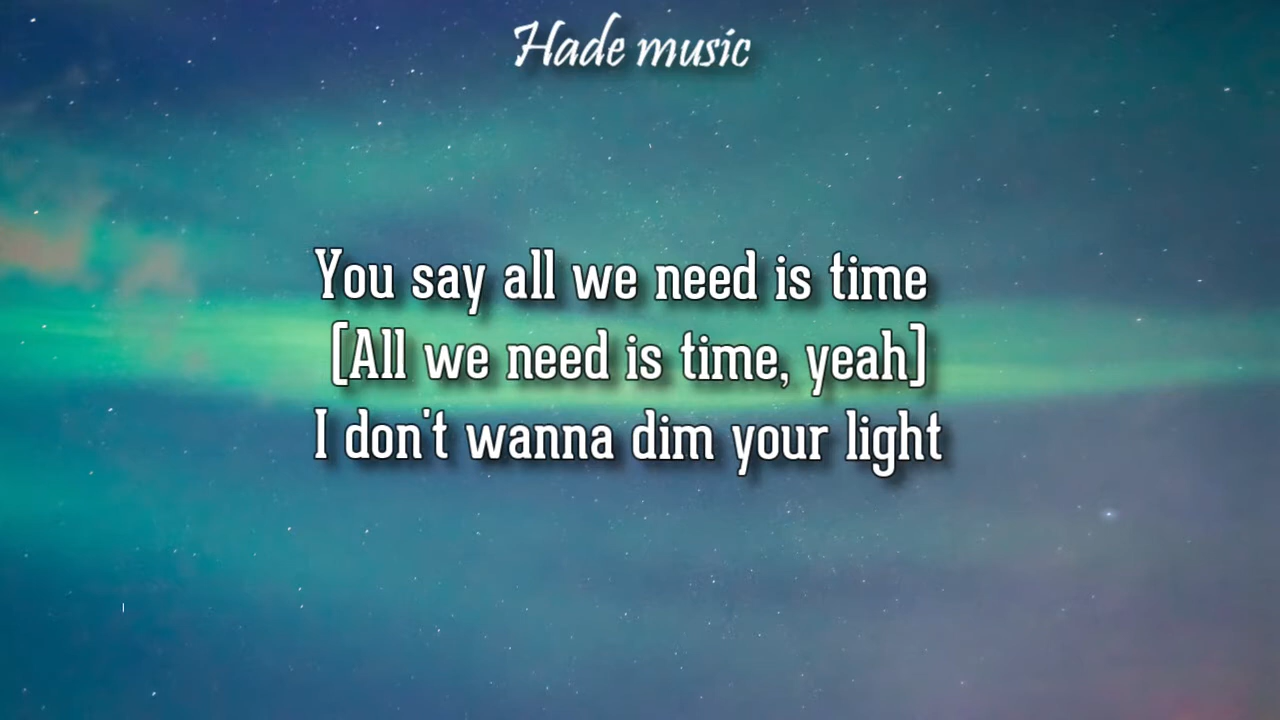 Hade music
You say all we need is time
[All we need is time, yeah]
I don't wanna dim your light